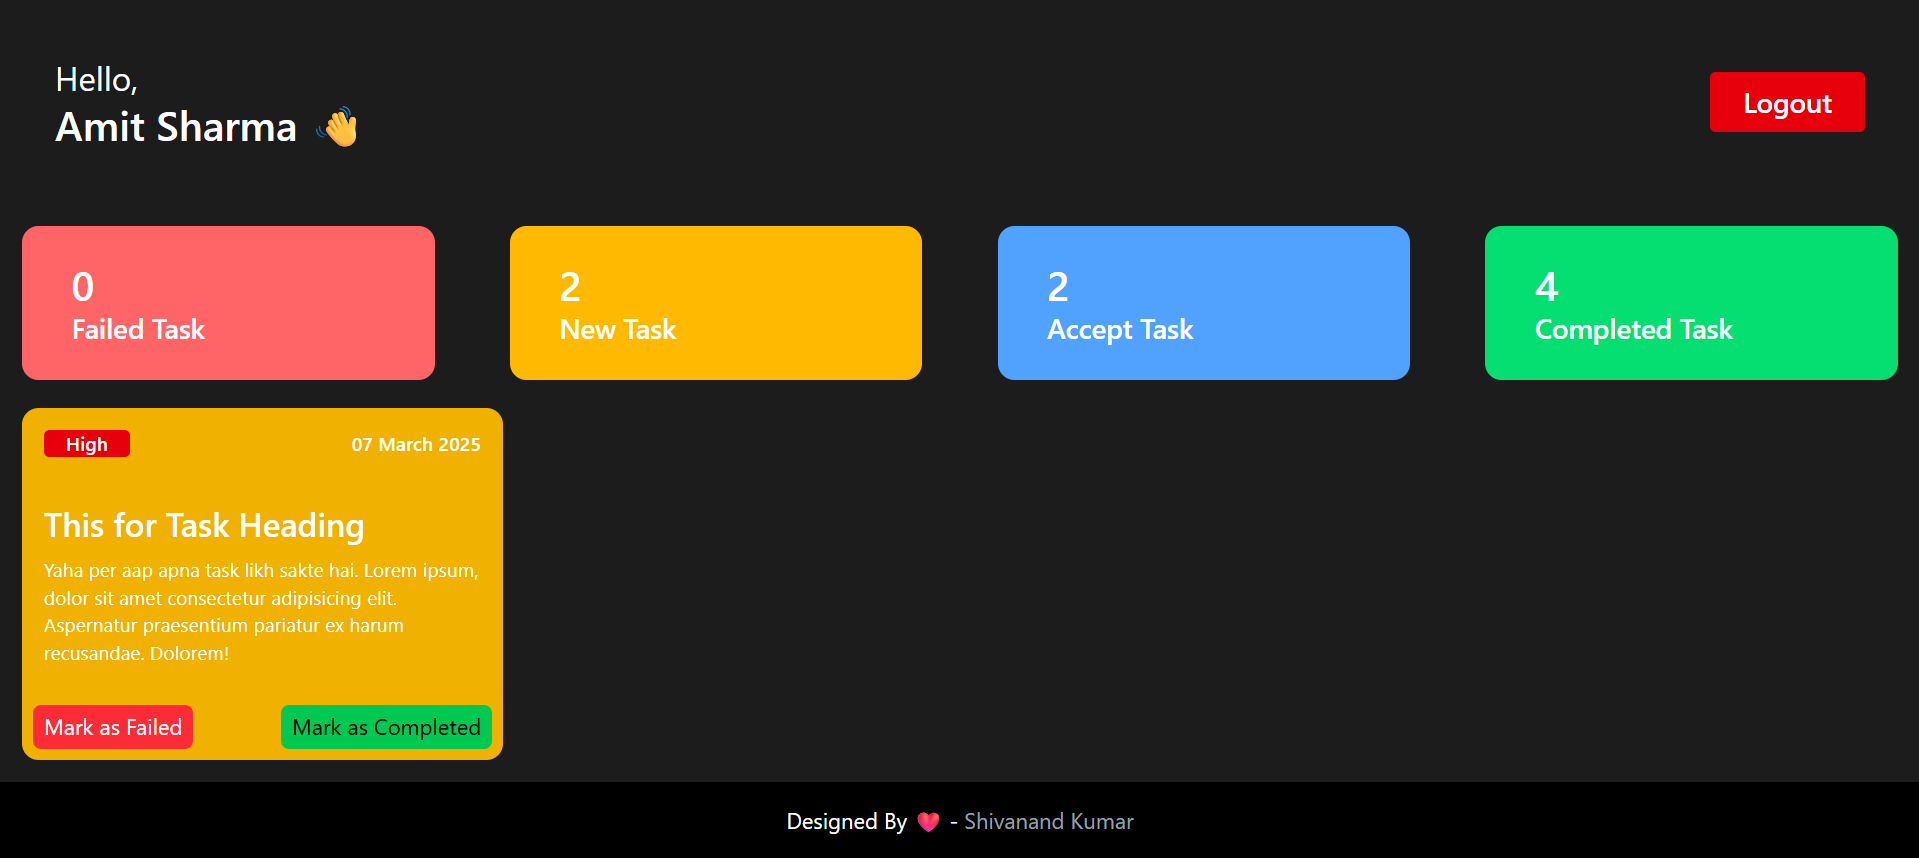 Hello,
Amit Sharma 👋
Logout
0
Failed Task
2
New Task
2
Accept Task
4
Completed Task
High
07 March 2025
This for Task Heading
Yaha per aap apna task likh sakte hai. Lorem ipsum,
dolor sit amet consectetur adipisicing elit.
Aspernatur praesentium pariatur ex harum
recusandae. Dolorem!
Mark as Failed
Mark as Completed
Designed By ❤️ - Shivanand Kumar